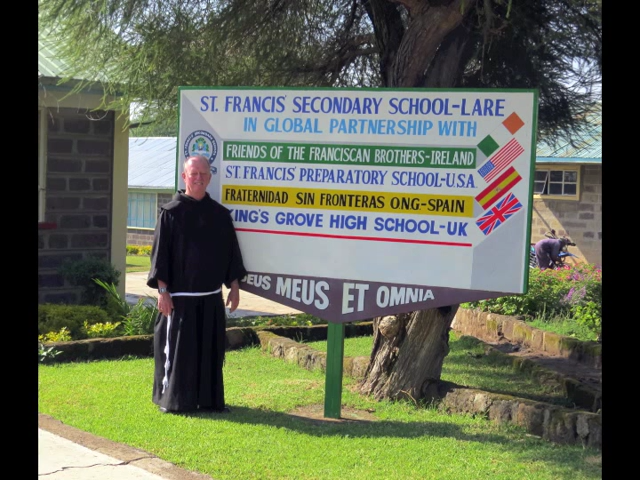 ST. FRANCIS' SECONDARY SCHOOL-LARE
IN GLOBAL PARTNERSHIP WITH
FRIENDS OF THE FRANCISCAN BROTHERS-IRELAND
ST. FRANCIS' PREPARATORY SCHOOL-USA
FRATERNIDAD SIN FRONTERAS ONG-SPAIN
KING'S GROVE HIGH SCHOOL-UK
DEUS MEUS ET OMNIA